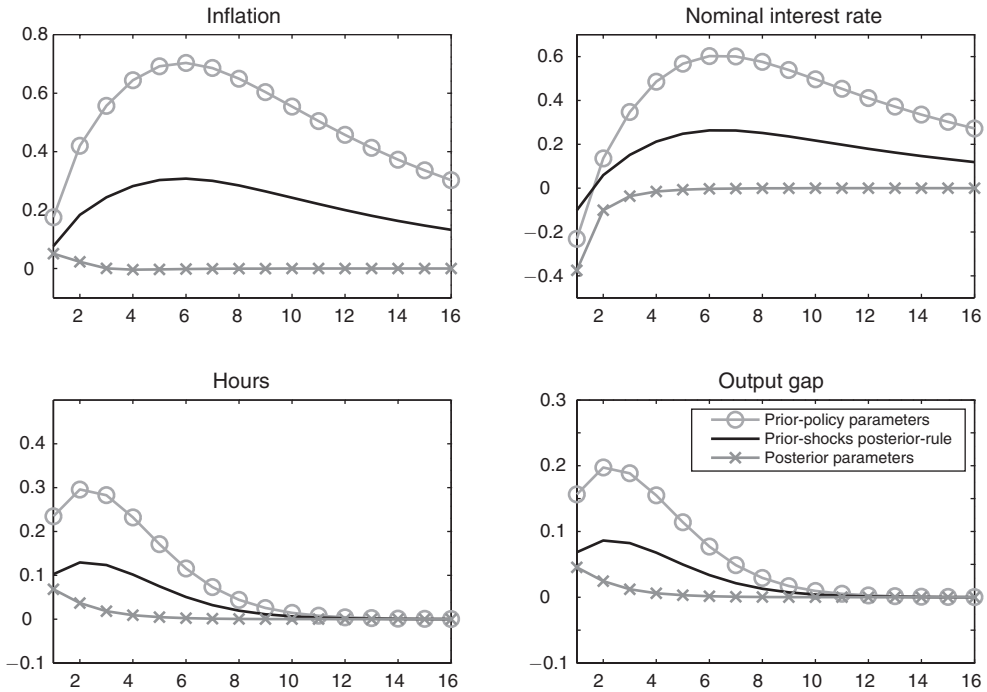 Inflation
0.8
0.6
0.4
0.2
0
2 4 6 8 10 12 14 16
Nominal interest rate
0.6
0.4
0.2
0
−0.2
−0.4
2 4 6 8 10 12 14 16
Hours
0.4
0.3
0.2
0.1
0
−0.1
2 4 6 8 10 12 14 16
Output gap
0.3
0.2
0.1
0
−0.1
2 4 6 8 10 12 14 16
Prior-policy parameters
Prior-shocks posterior-rule
Posterior parameters